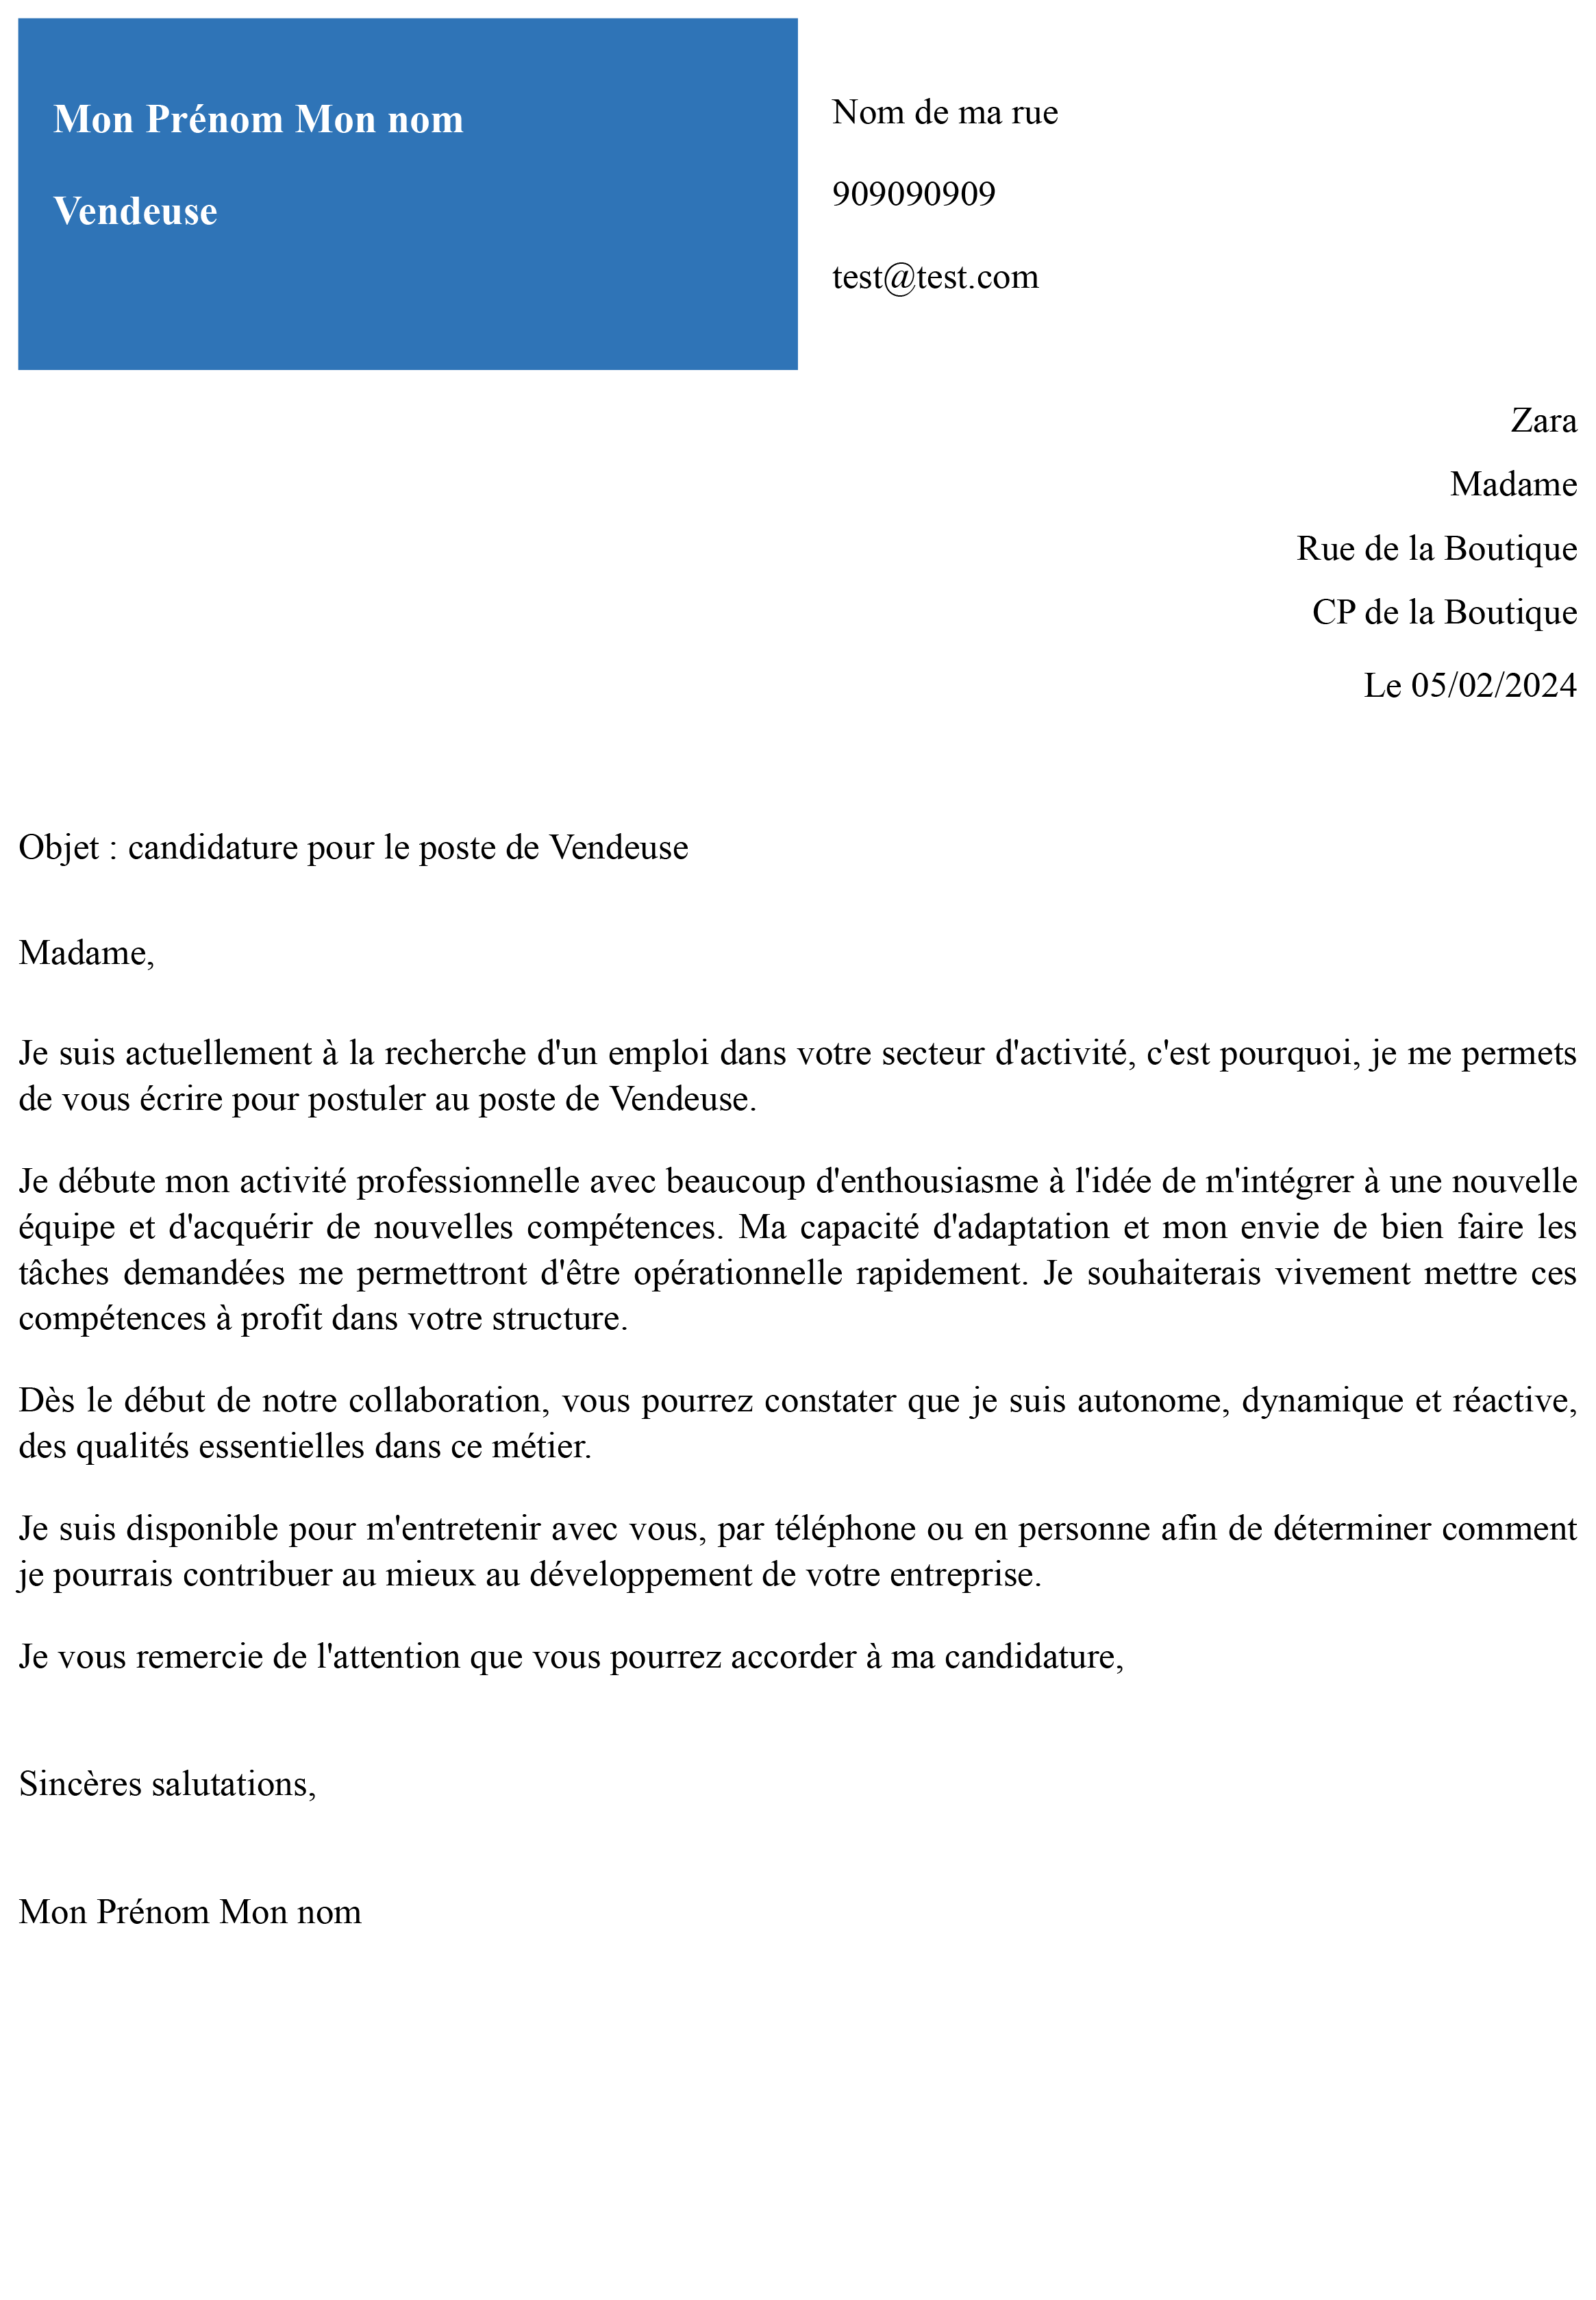 Mon Prénom Mon nom
Vendeuse
Nom de ma rue
909090909
test@test.com
Zara
Madame
Rue de la Boutique
CP de la Boutique
Le 05/02/2024
Objet : candidature pour le poste de Vendeuse
Madame,
Je suis actuellement à la recherche d'un emploi dans votre secteur d'activité, c'est pourquoi, je me permets
de vous écrire pour postuler au poste de Vendeuse.
Je débute mon activité professionnelle avec beaucoup d'enthousiasme à l'idée de m'intégrer à une nouvelle
équipe et d'acquérir de nouvelles compétences. Ma capacité d'adaptation et mon envie de bien faire les
tâches demandées me permettront d'être opérationnelle rapidement. Je souhaiterais vivement mettre ces
compétences à profit dans votre structure.
Dès le début de notre collaboration, vous pourrez constater que je suis autonome, dynamique et réactive,
des qualités essentielles dans ce métier.
Je suis disponible pour m'entretenir avec vous, par téléphone ou en personne afin de déterminer comment
je pourrais contribuer au mieux au développement de votre entreprise.
Je vous remercie de l'attention que vous pourrez accorder à ma candidature,
Sincères salutations,
Mon Prénom Mon nom